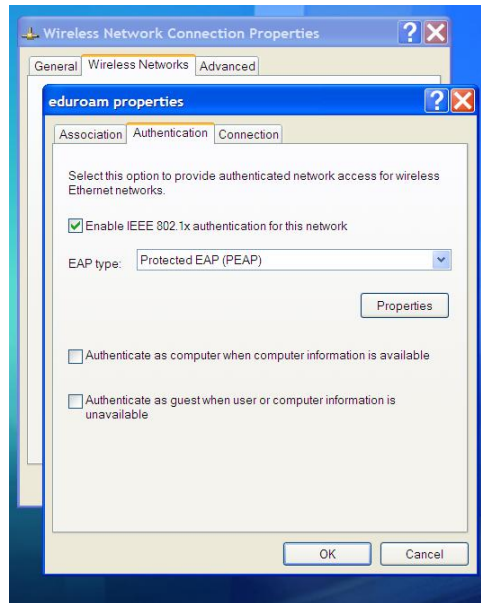 Wireless Network Connection Properties
General Wireless Networks Advanced
eduroam properties
Association Authentication Connection
Select this option to provide authenticated network access for wireless
Ethernet networks.
Enable IEEE 802.1x authentication for this network
EAP type: Protected EAP (PEAP)
Properties
Authenticate as computer when computer information is available
Authenticate as guest when user or computer information is
unavailable
OK Cancel